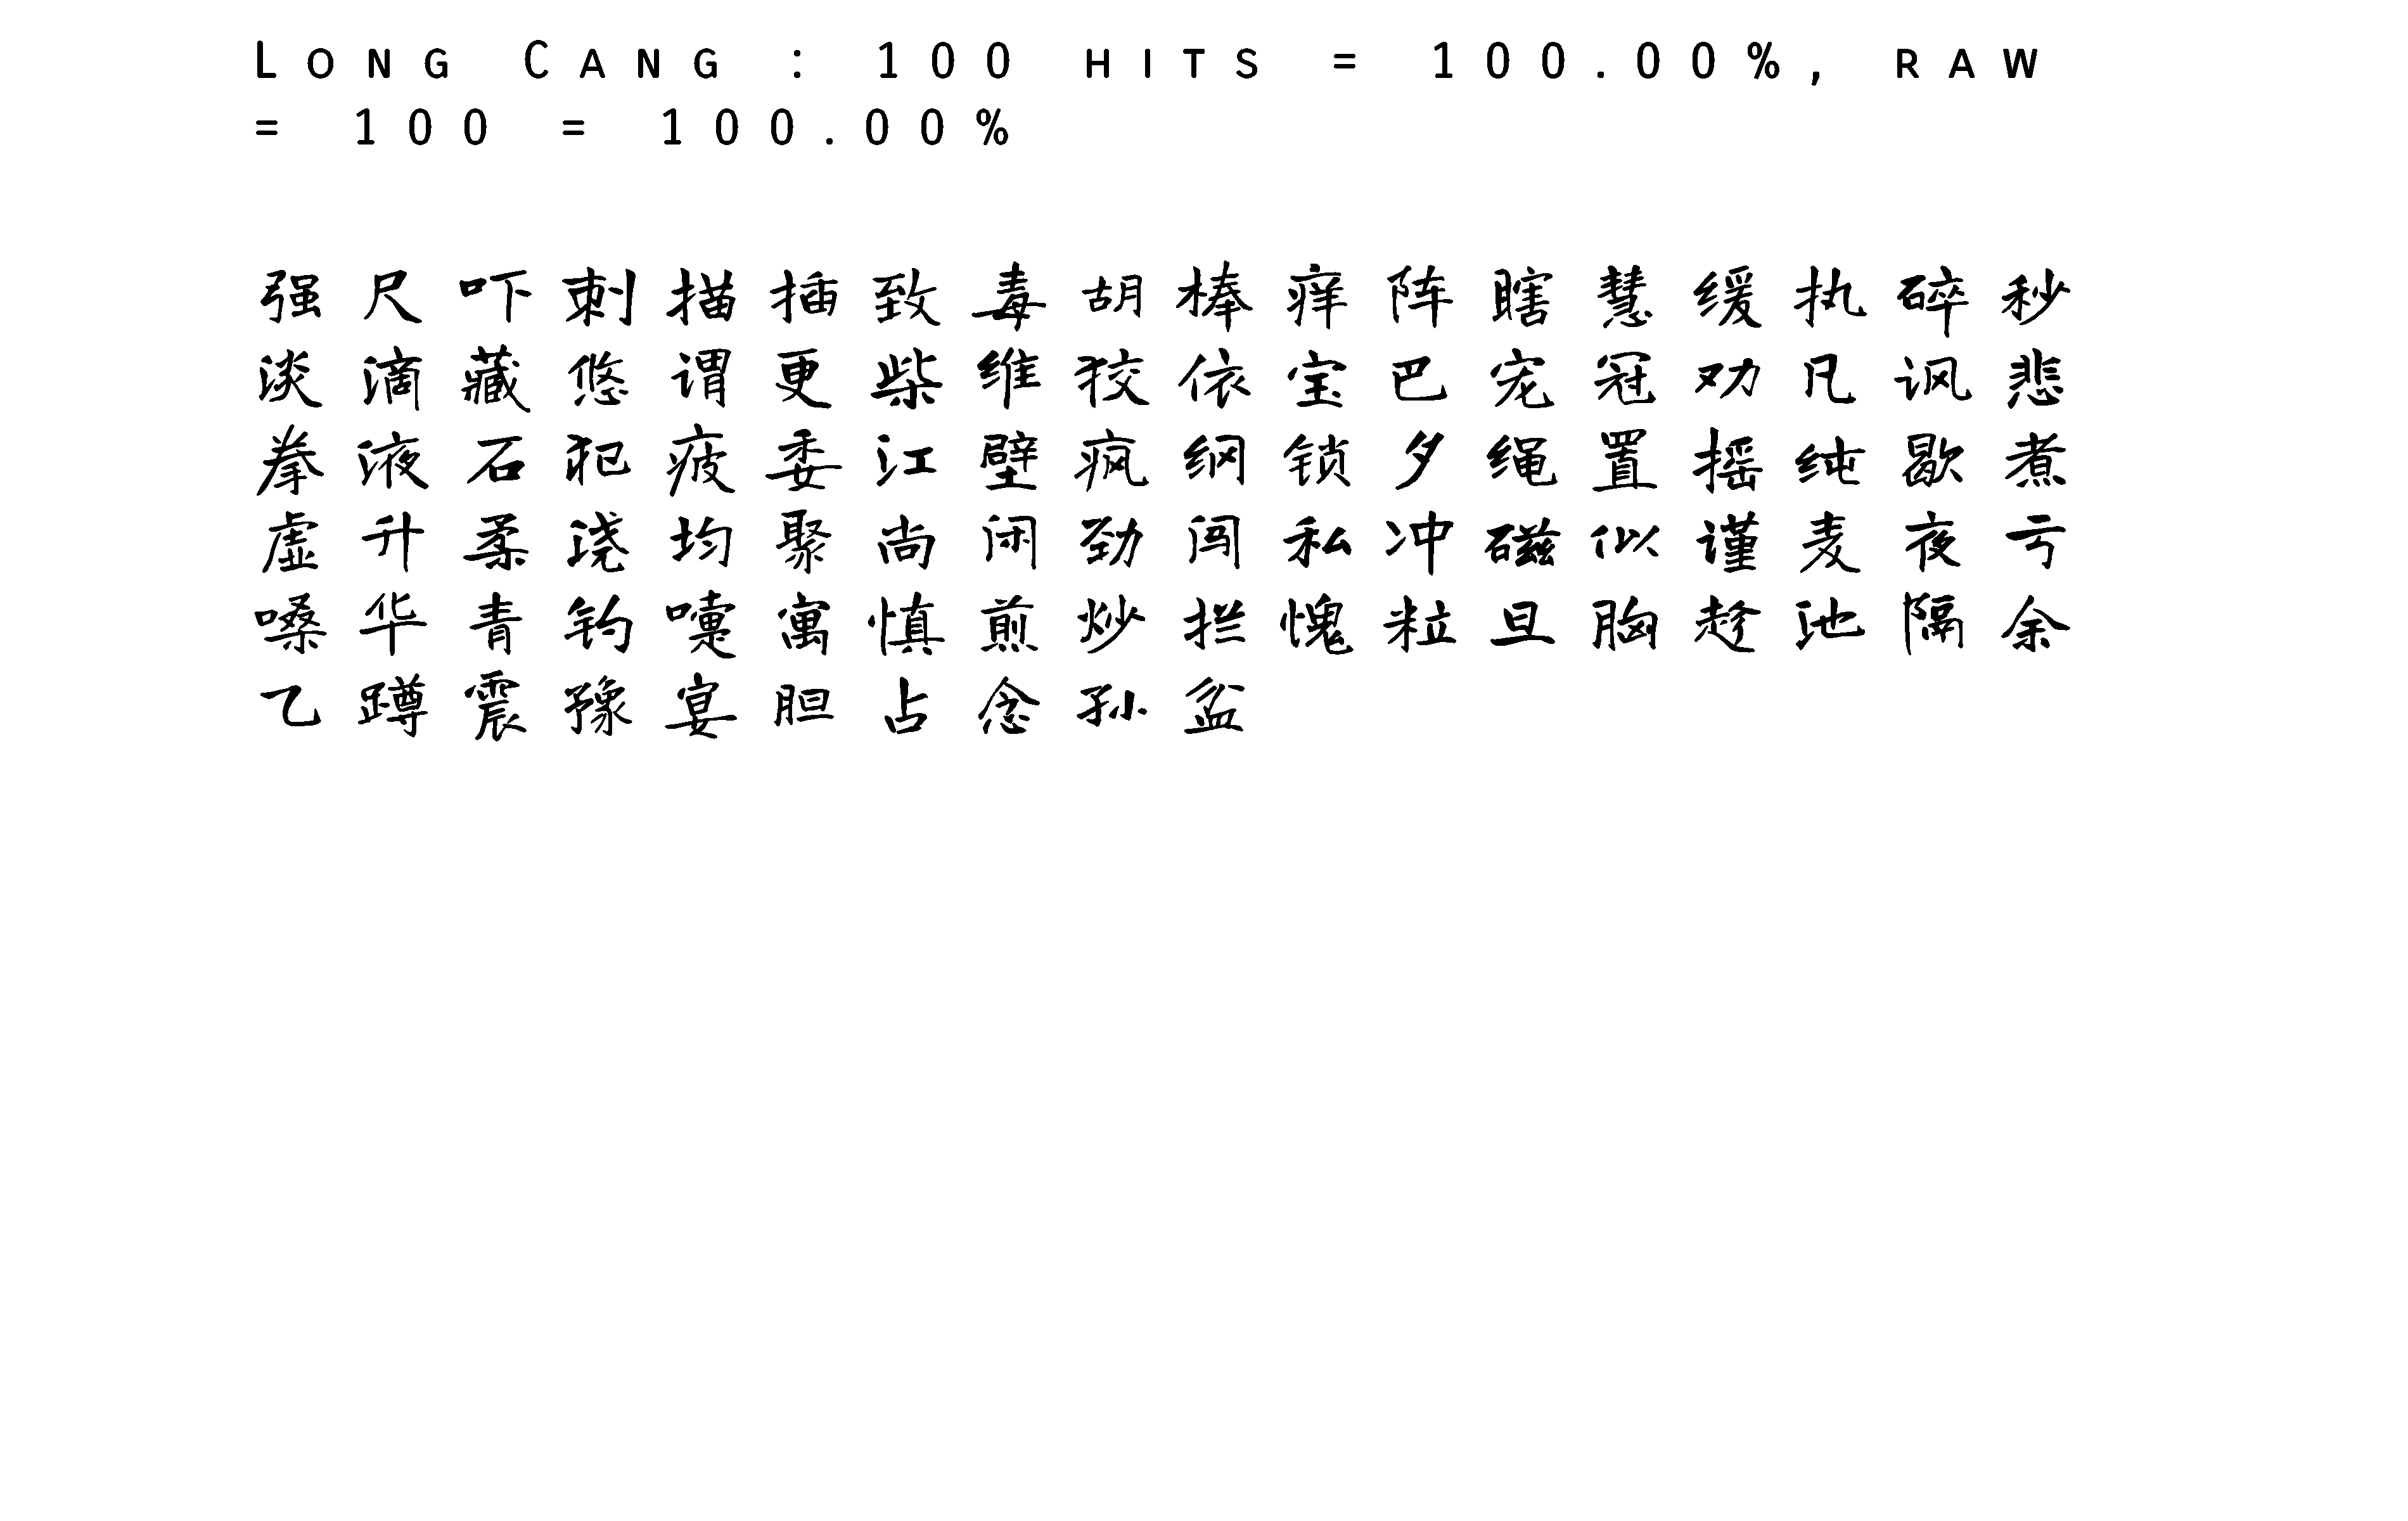 Long Cang : 100 hits = 100.00%, raw
= 100 = 100.00%
强尺吓刺描插致毒胡棒痒阵瞎慧缓执碎秒
淡滴藏悠谓更柴维狡依宝巴宠冠劝凡讽悲
拳液石犯疲委江壁疯纲锁夕绳置摇纯歇煮
虚升柔浇均聚尚闲劲闯私冲磁似谨麦夜亏
嗓华青钓嚏寓慎煎炒拦愧粒旦胸趁池隔余
乙蹲震豫宴胆占念孙盆